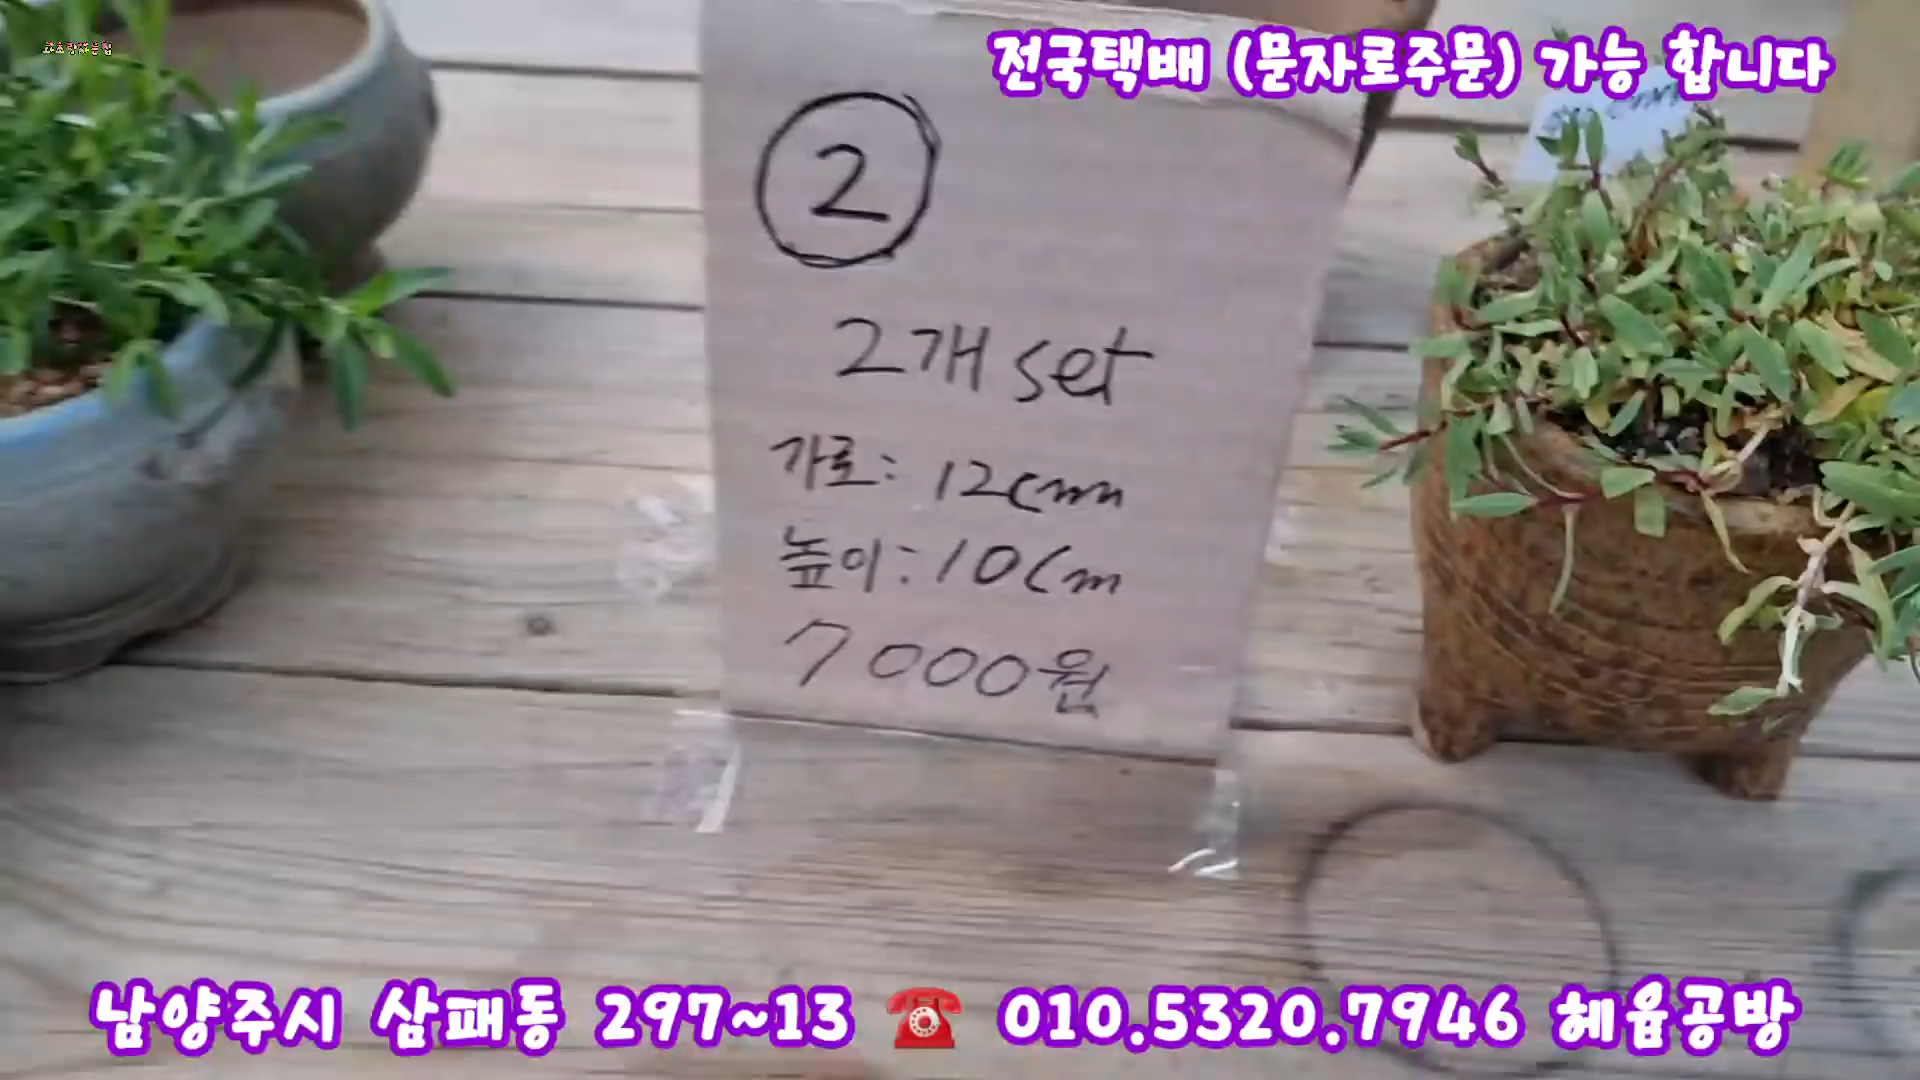 전국택배 (문자로주문) 가능 합니다
②
2개 set
가로: 12cm
높이: 10cm
7000원
남양주시 삼패동 297~13 ☎ 010.5320.7946 혜윰공방